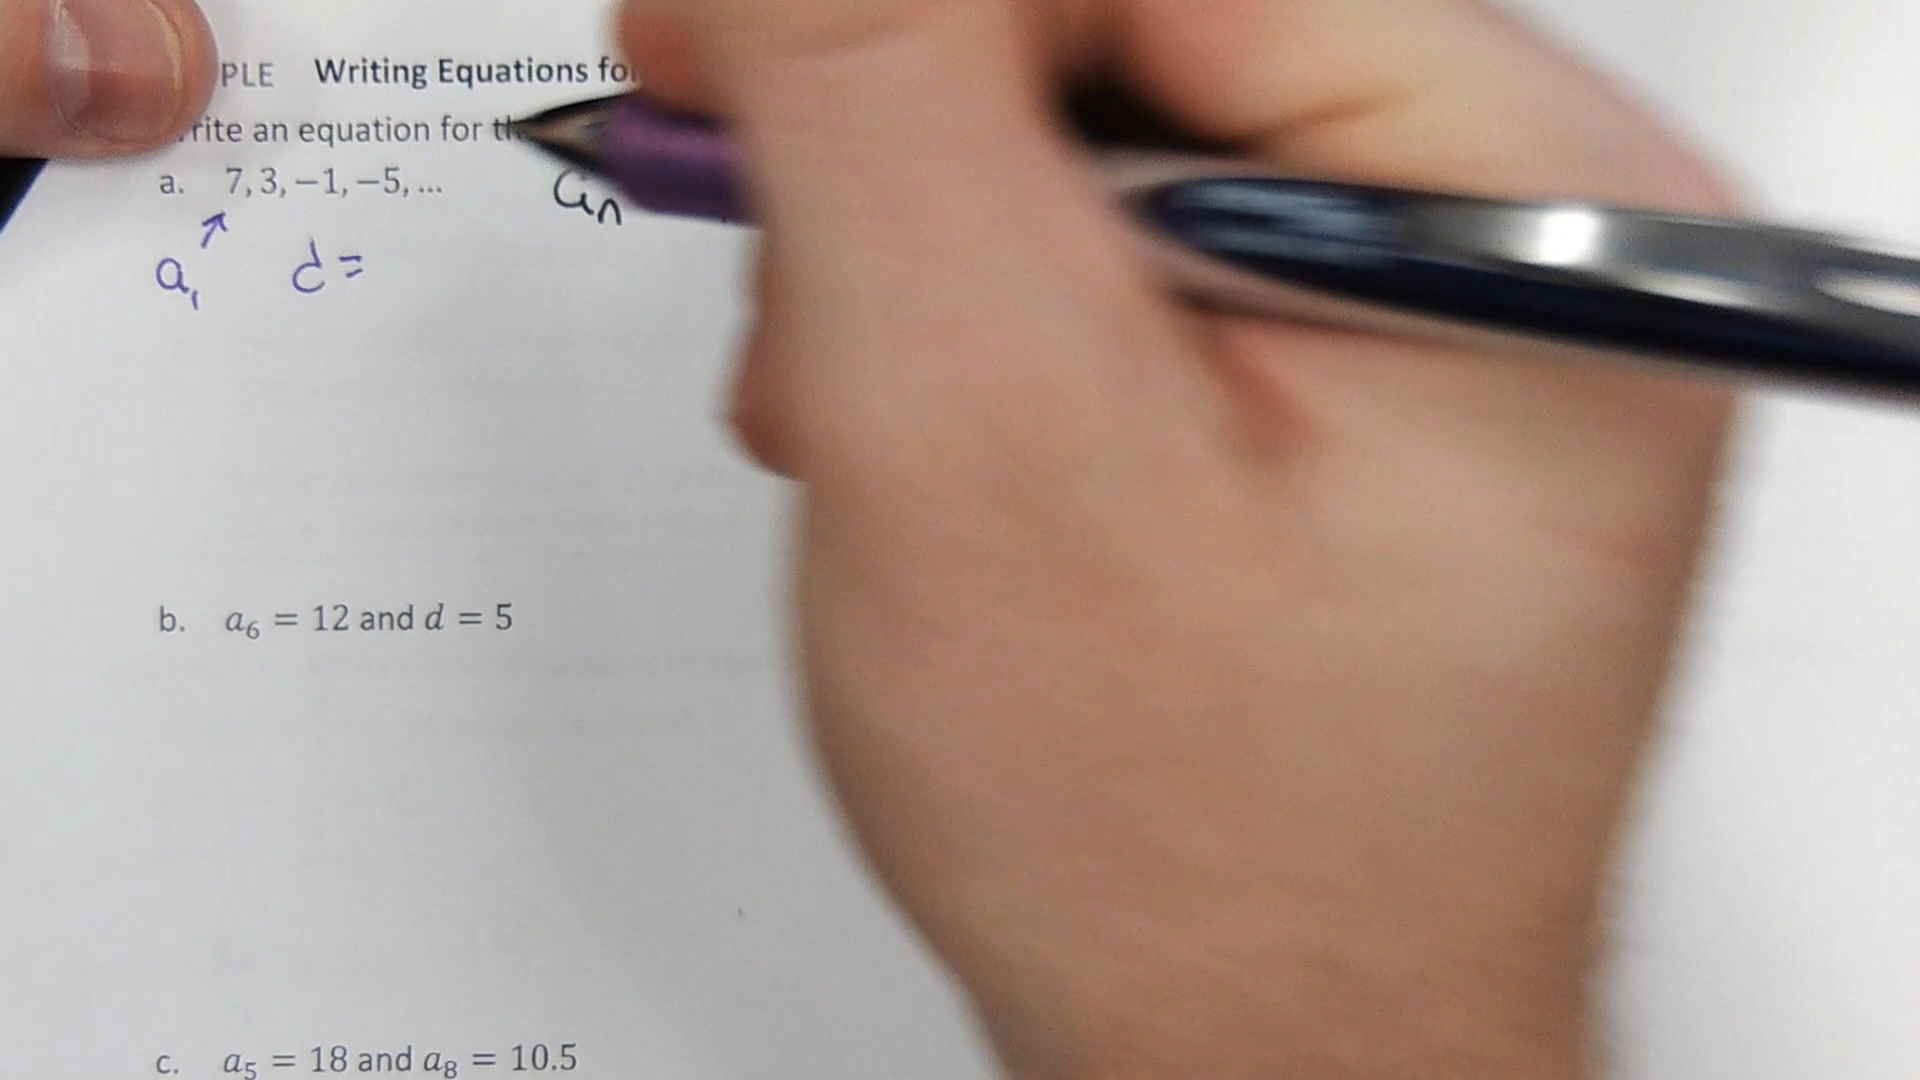 PLE Writing Equations for
rite an equation for th
a. 7, 3, −1, −5, ...
aₙ
a₁ d =
b. a₆ = 12 and d = 5
c. a₅ = 18 and a₈ = 10.5